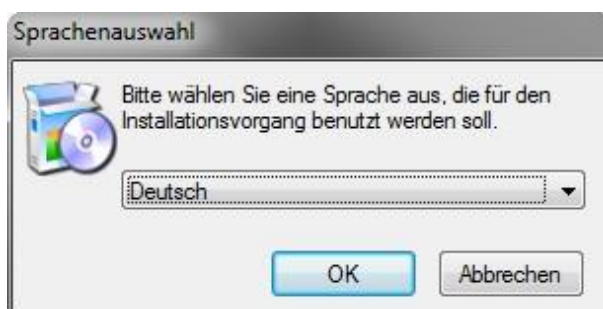 Sprachenauswahl
Bitte wählen Sie eine Sprache aus, die für den
Installationsvorgang benutzt werden soll.
Deutsch
OK Abbrechen